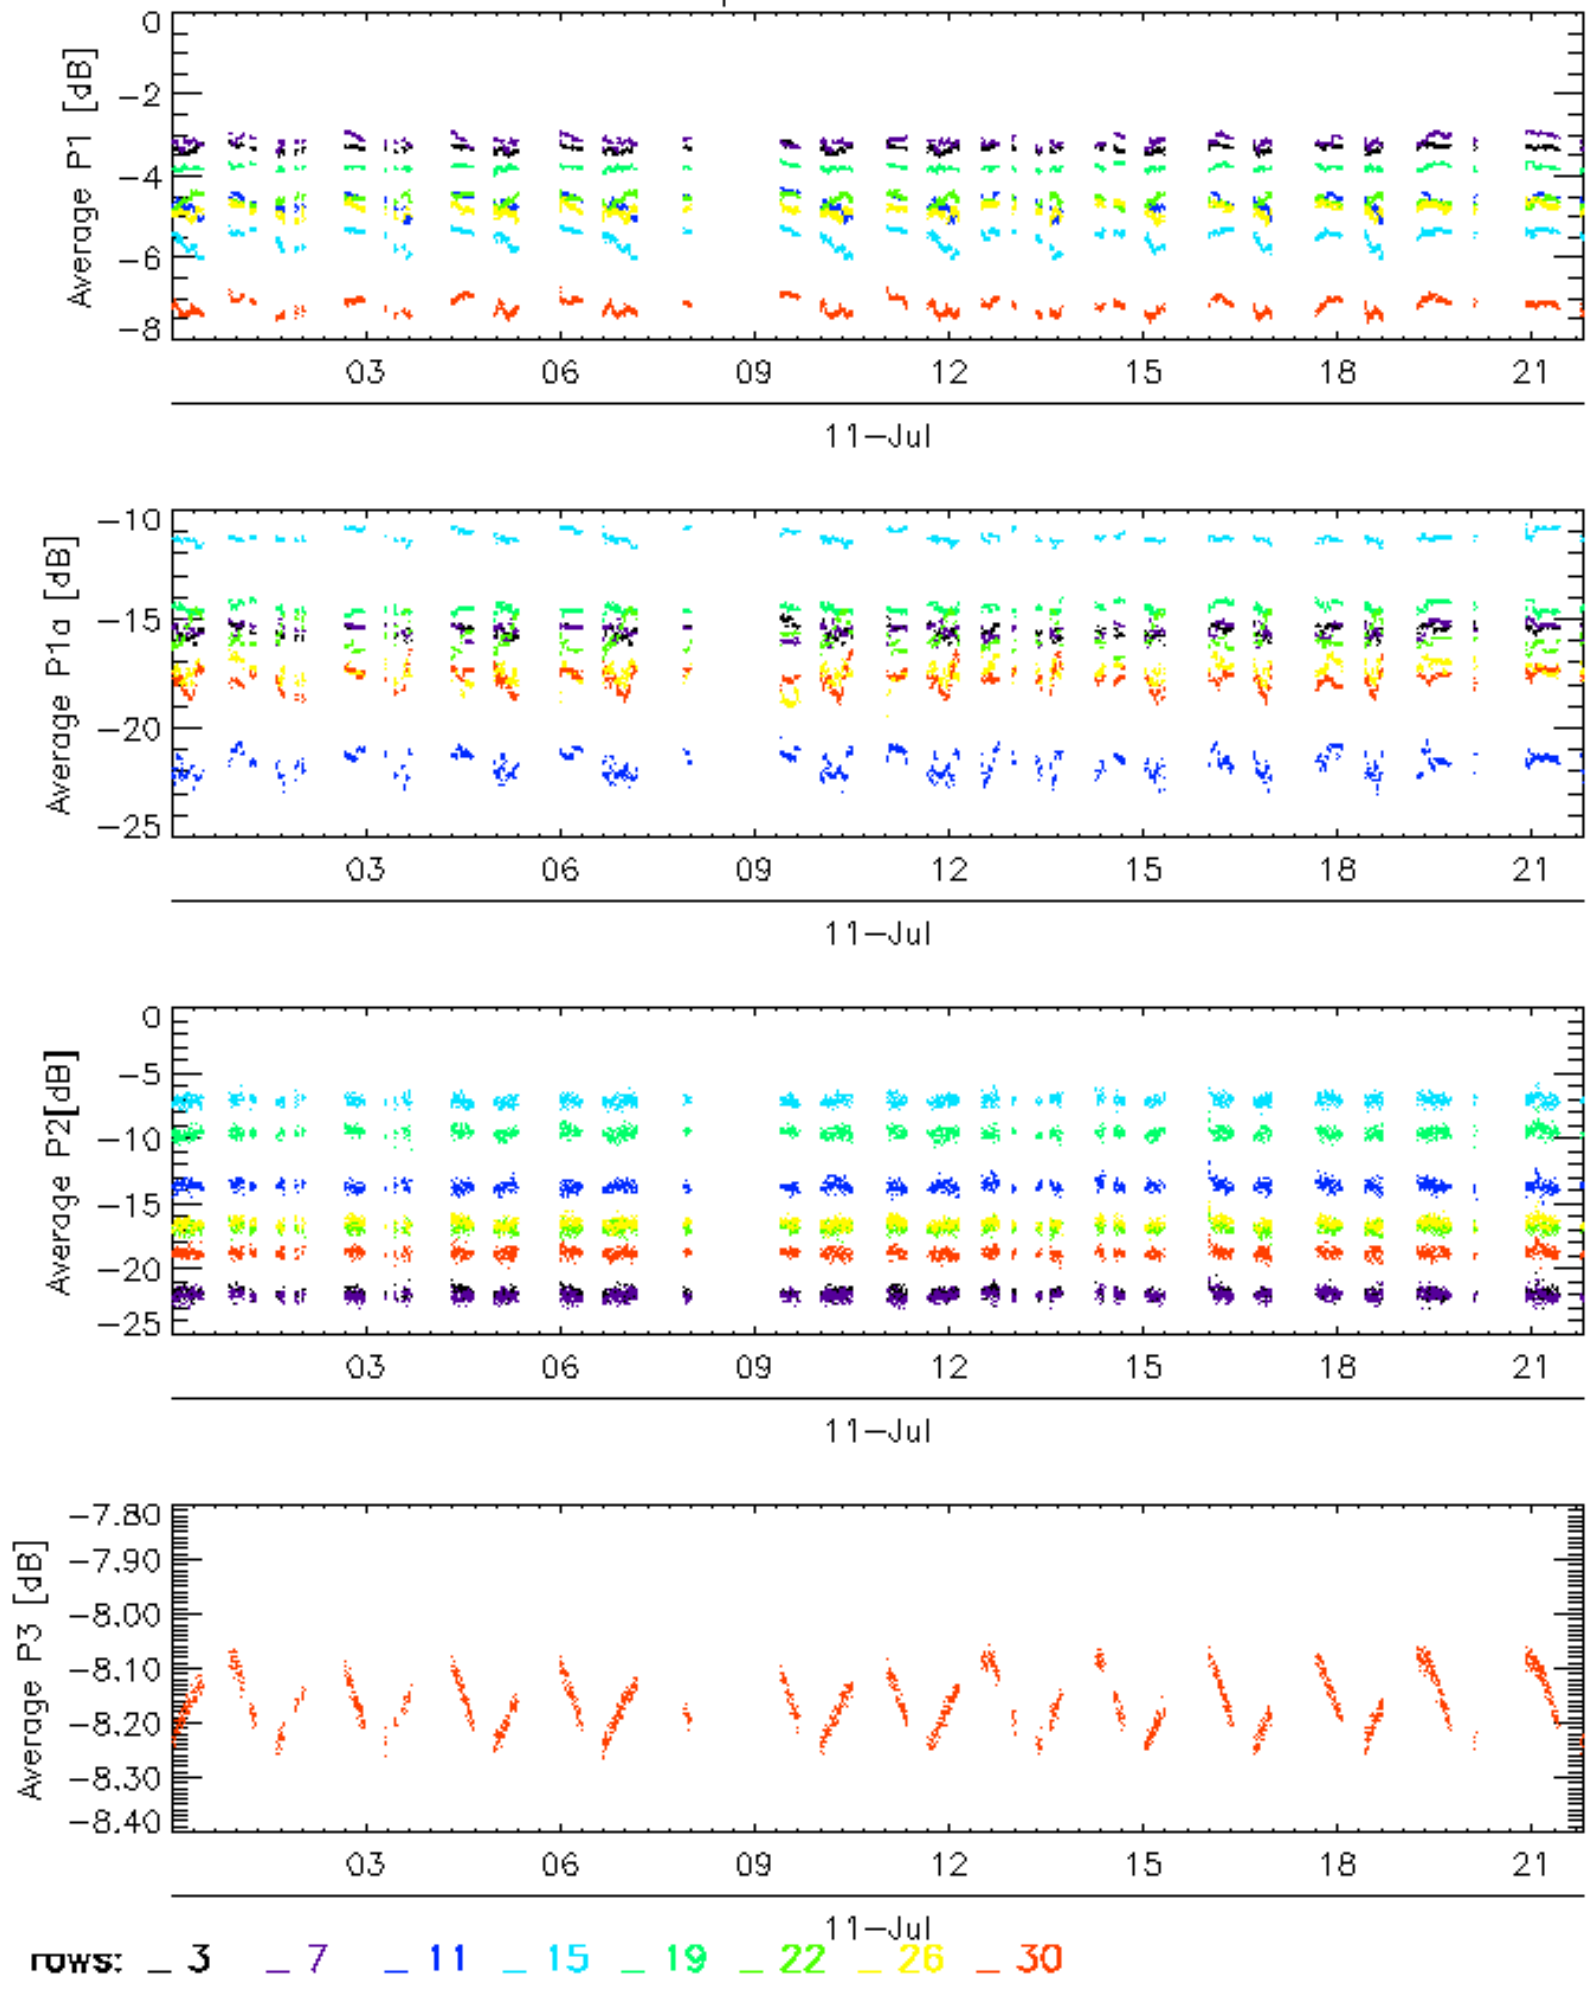 Average P1 [dB]
0
−2
−4
−6
−8
03 06 09 12 15 18 21
11−Jul
Average P1a [dB]
−10
−15
−20
−25
03 06 09 12 15 18 21
11−Jul
Average P2[dB]
0
−5
−10
−15
−20
−25
03 06 09 12 15 18 21
11−Jul
Average P3 [dB]
−7.80
−7.90
−8.00
−8.10
−8.20
−8.30
−8.40
03 06 09 12 15 18 21
11−Jul
rows: _ 3 _ 7 _ 11 _ 15 _ 19 _ 22 _ 26 _ 30